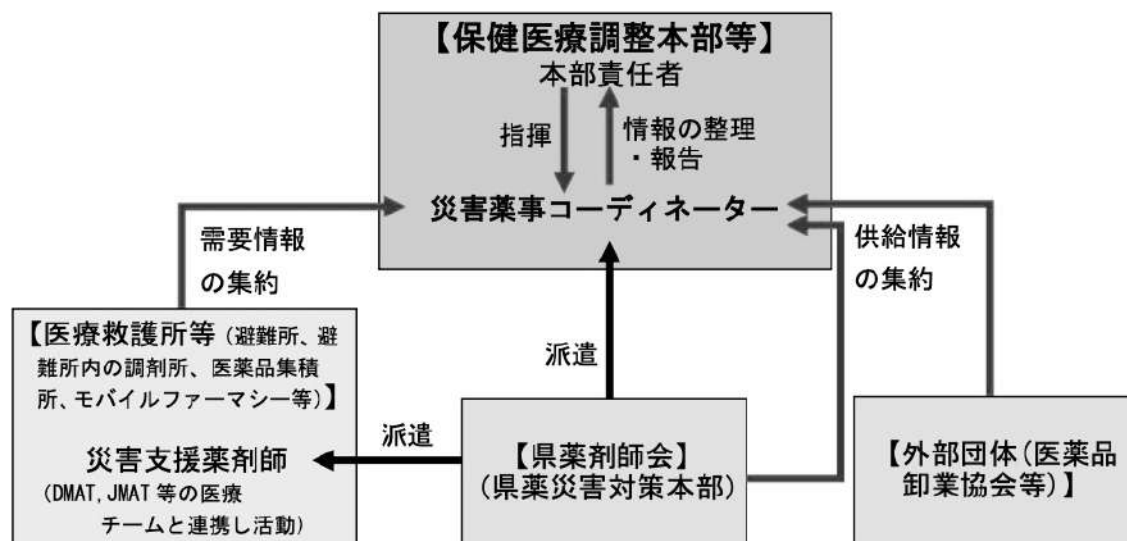 【保健医療調整本部等】
本部責任者
指揮
情報の整理
・報告
災害薬事コーディネーター
需要情報
の集約
供給情報
の集約
【医療救護所等（避難所、避
難所内の調剤所、医薬品集積
所、モバイルファーマシー等）】
災害支援薬剤師
(DMAT, JMAT 等の医療
チームと連携し活動)
派遣
派遣
【県薬剤師会】
（県薬災害対策本部）
【外部団体（医薬品
卸業協会等）】